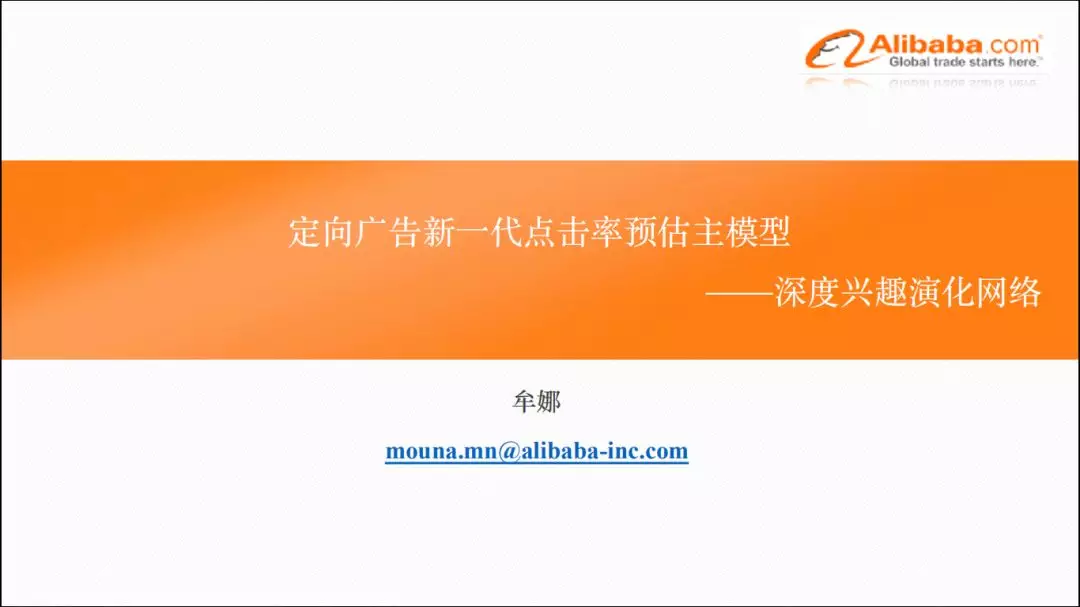 Alibaba.com
Global trade starts here.™
定向广告新一代点击率预估主模型
——深度兴趣演化网络
牟娜
mouna.mn@alibaba-inc.com